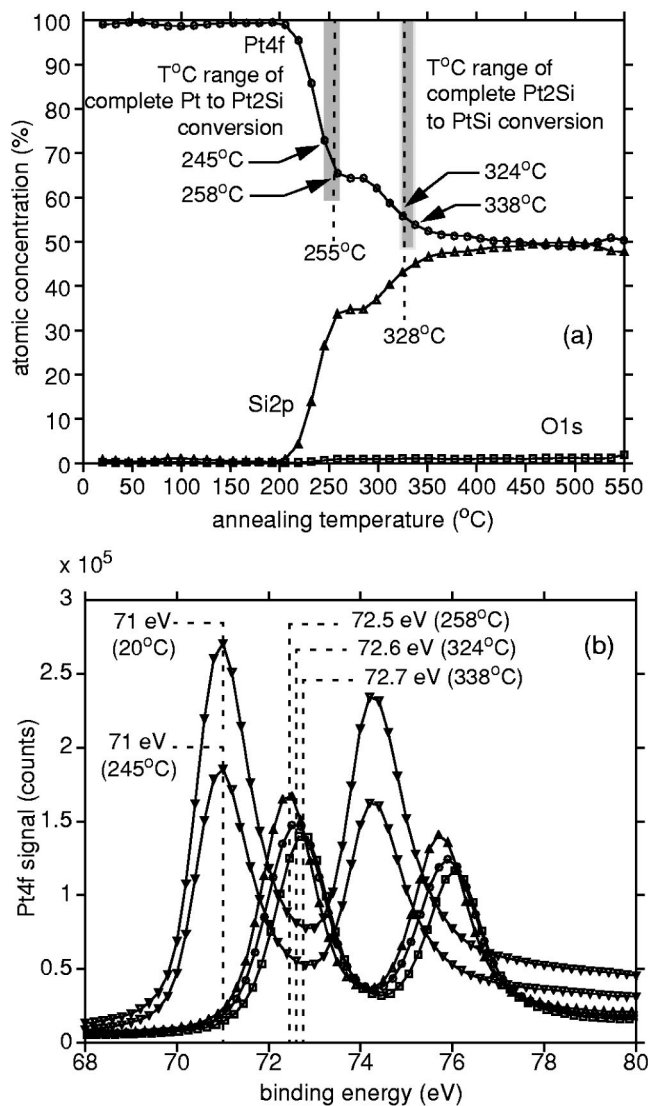 100
90
80
70
60
50
40
30
20
10
0
atomic concentration (%)
Pt4f
T°C range of
complete Pt to Pt2Si
conversion
245°C
258°C
255°C
T°C range of
complete Pt2Si
to PtSi conversion
324°C
338°C
328°C
(a)
Si2p
O1s
0 50 100 150 200 250 300 350 400 450 500 550
annealing temperature (°C)
x 10⁵
3
2.5
2
1.5
1
0.5
0
Pt4f signal (counts)
71 eV
(20°C)
71 eV
(245°C)
72.5 eV (258°C)
72.6 eV (324°C)
72.7 eV (338°C)
(b)
68 70 72 74 76 78 80
binding energy (eV)